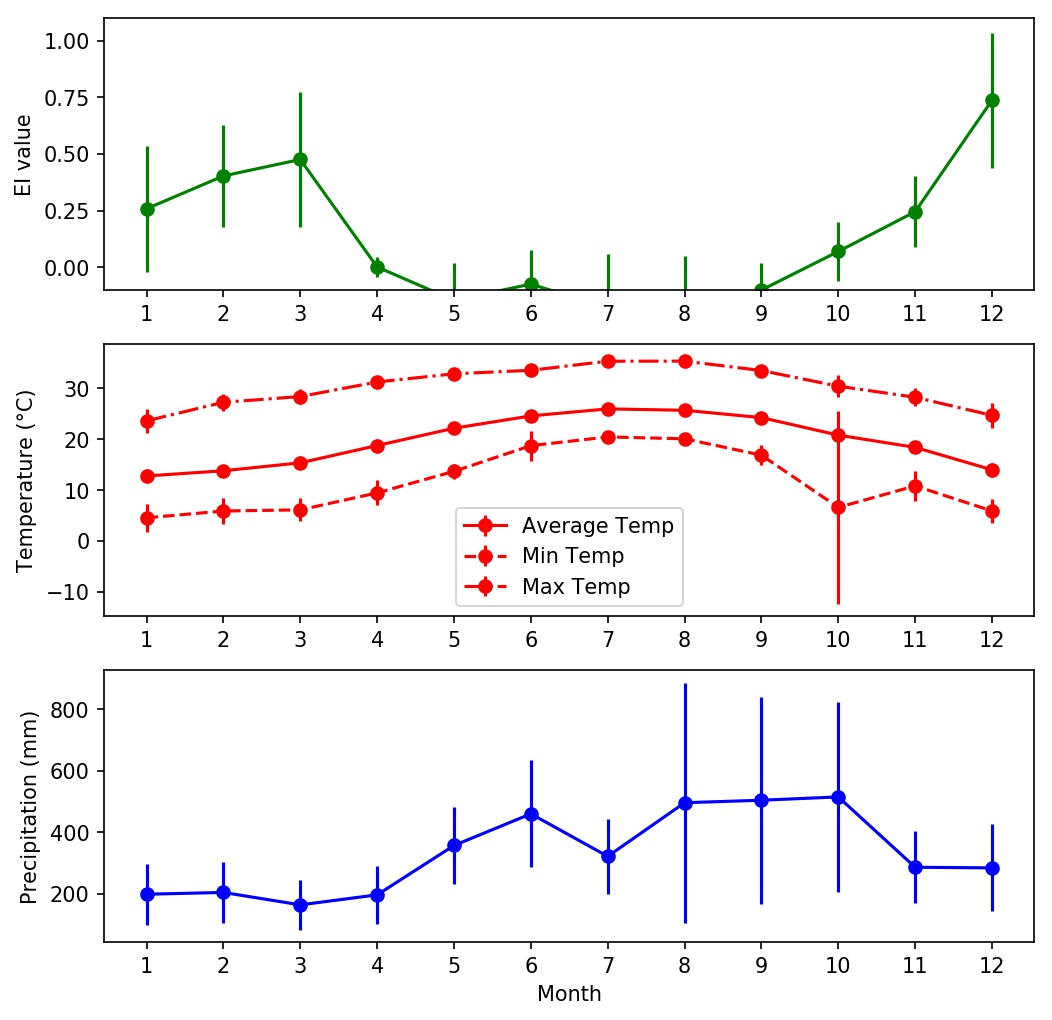 EI value
1.00
0.75
0.50
0.25
0.00
1 2 3 4 5 6 7 8 9 10 11 12
Temperature (°C)
30
20
10
0
−10
Average Temp
Min Temp
Max Temp
1 2 3 4 5 6 7 8 9 10 11 12
Precipitation (mm)
800
600
400
200
1 2 3 4 5 6 7 8 9 10 11 12
Month